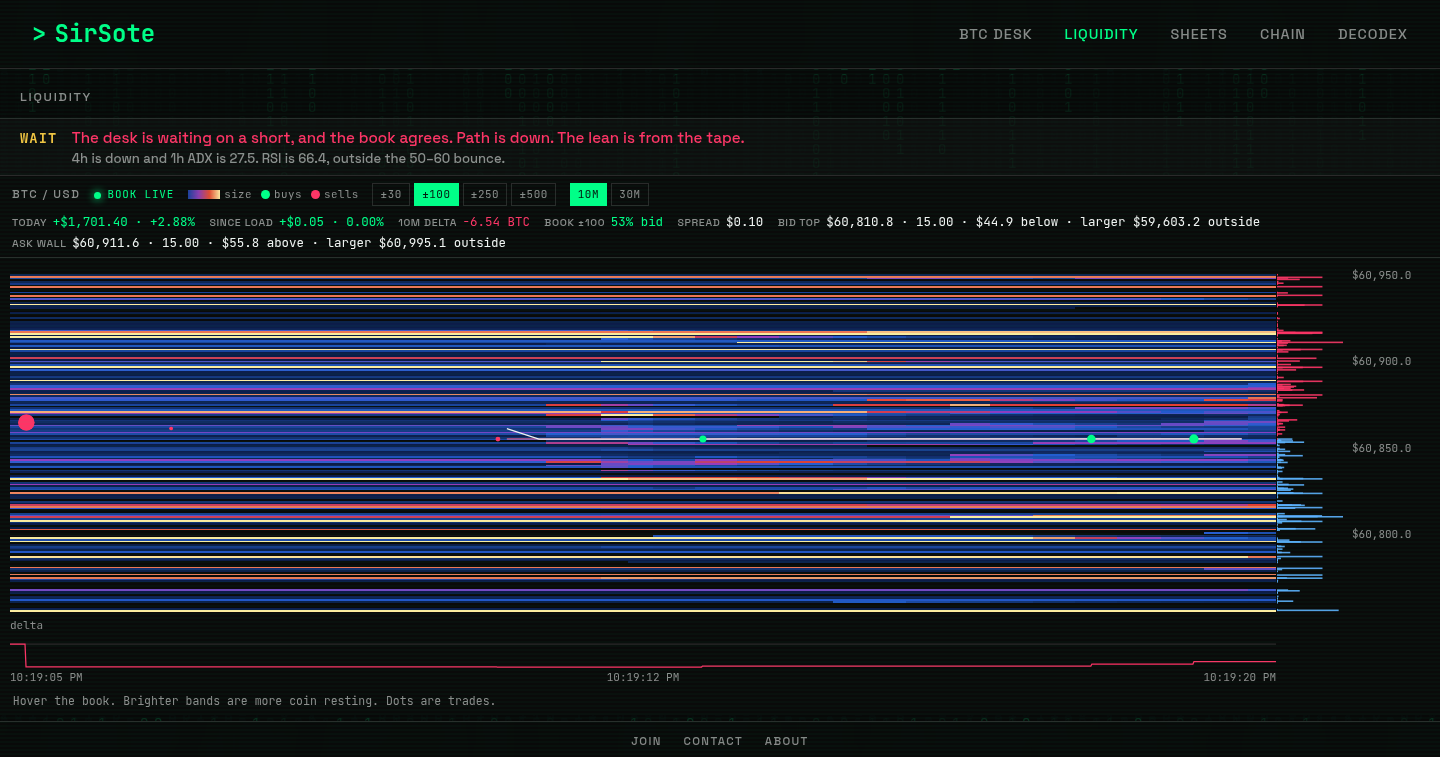 > SirSote
BTC DESK LIQUIDITY SHEETS CHAIN DECODEX
LIQUIDITY
WAIT The desk is waiting on a short, and the book agrees. Path is down. The lean is from the tape.
4h is down and 1h ADX is 27.5. RSI is 66.4, outside the 50–60 bounce.
BTC / USD BOOK LIVE size buys sells ±30 ±100 ±250 ±500 10M 30M
TODAY +$1,701.40 · +2.88% SINCE LOAD +$0.05 · 0.00% 10M DELTA -6.54 BTC BOOK ±100 53% bid SPREAD $0.10 BID TOP $60,810.8 · 15.00 · $44.9 below · larger $59,603.2 outside
ASK WALL $60,911.6 · 15.00 · $55.8 above · larger $60,995.1 outside
$60,950.0
$60,900.0
$60,850.0
$60,800.0
delta
10:19:05 PM 10:19:12 PM 10:19:20 PM
Hover the book. Brighter bands are more coin resting. Dots are trades.
JOIN CONTACT ABOUT